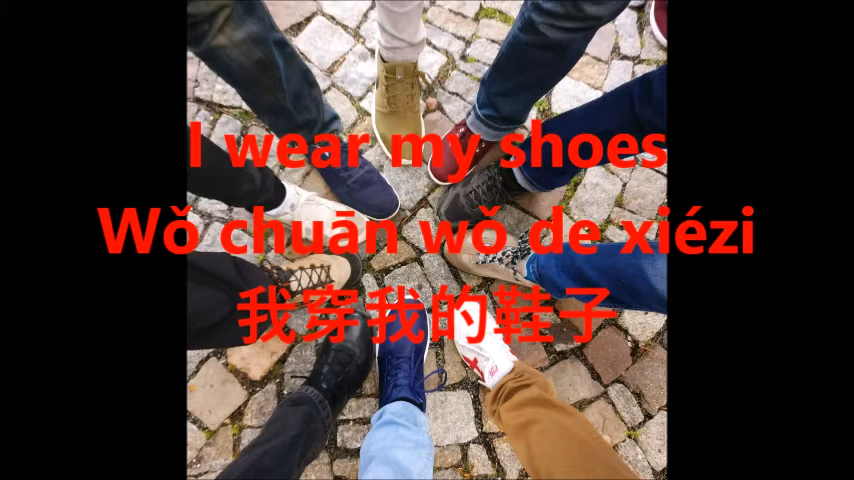 I wear my shoes
Wǒ chuān wǒ de xiézi
我穿我的鞋子